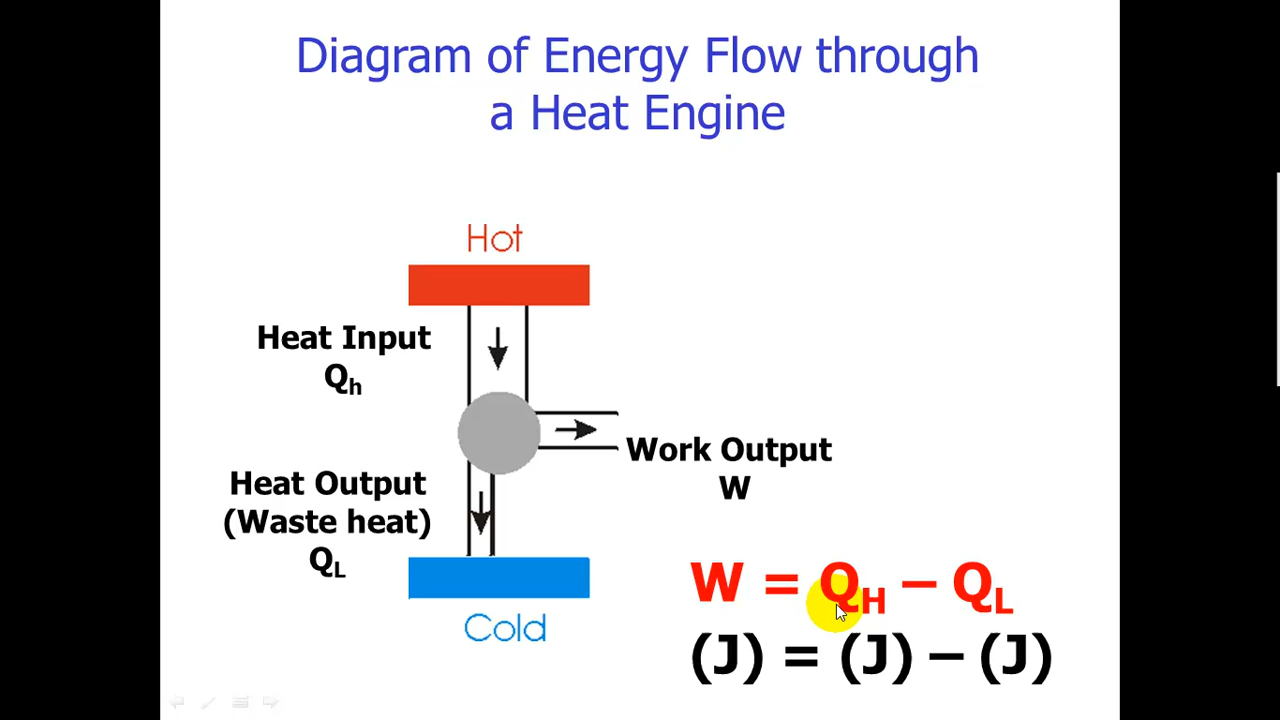 Diagram of Energy Flow through
a Heat Engine
Hot
Heat Input
Qh
Work Output
W
Heat Output
(Waste heat)
QL
Cold
W = QH – QL
(J) = (J) – (J)